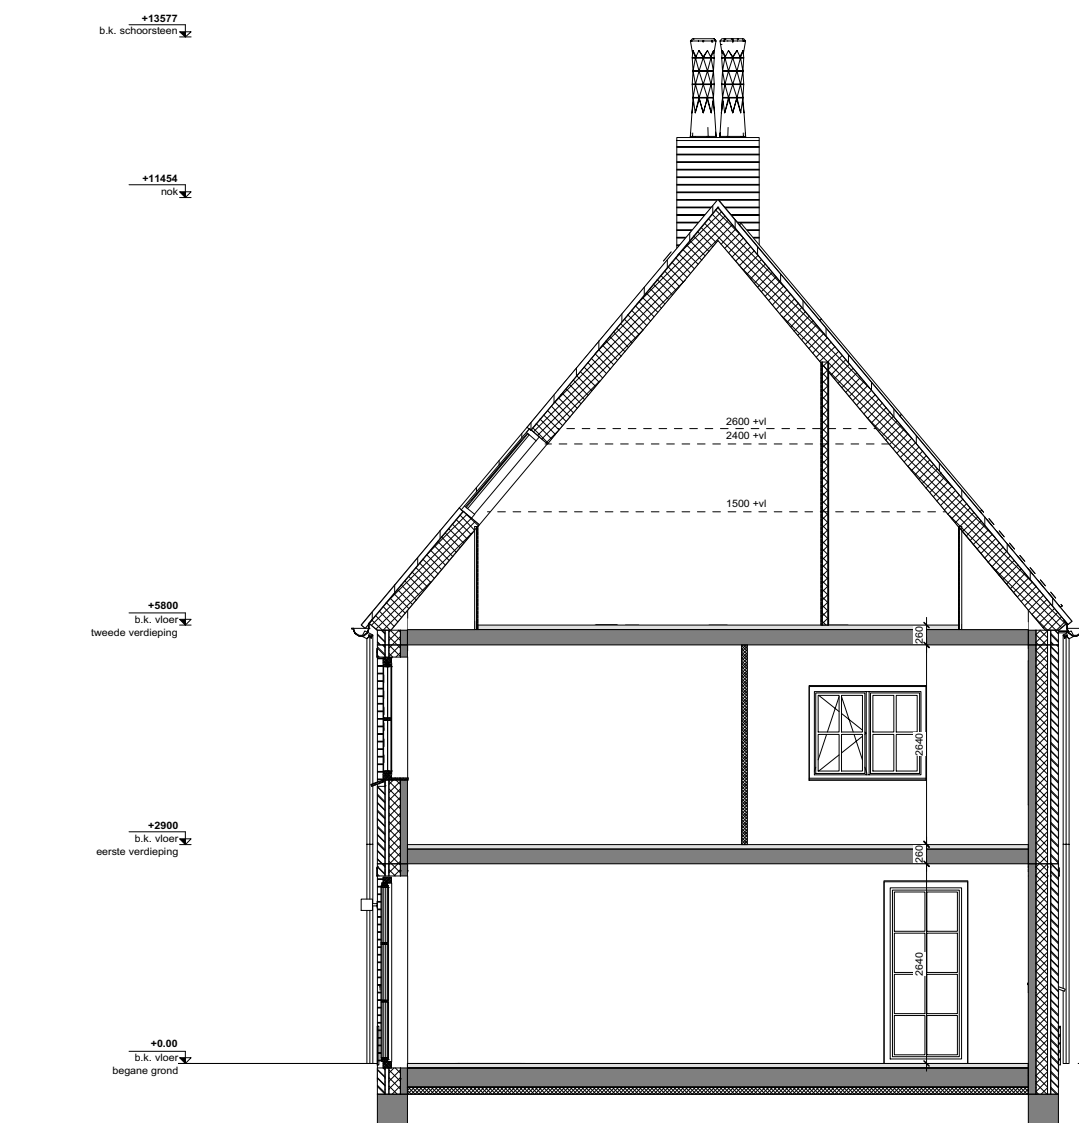 +13577
b.k. schoorsteen
+11454
nok
2600 +vl
2400 +vl
1500 +vl
+5800
b.k. vloer
tweede verdieping
260
2640
+2900
b.k. vloer
eerste verdieping
260
2640
+0.00
b.k. vloer
begane grond